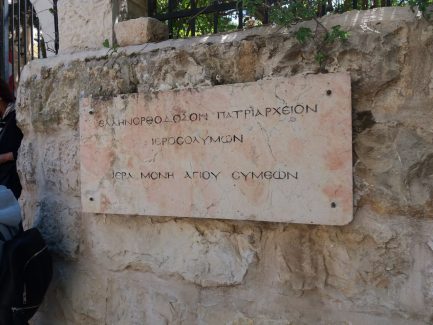 ΕΛΛΗΝΟΡΘΟΔΟΞΟΝ ΠΑΤΡΙΑΡΧΕΙΟΝ
ΙΕΡΟΣΟΛΥΜΩΝ
ΙΕΡΑ ΜΟΝΗ ΑΓΙΟΥ ΣΥΜΕΩΝ